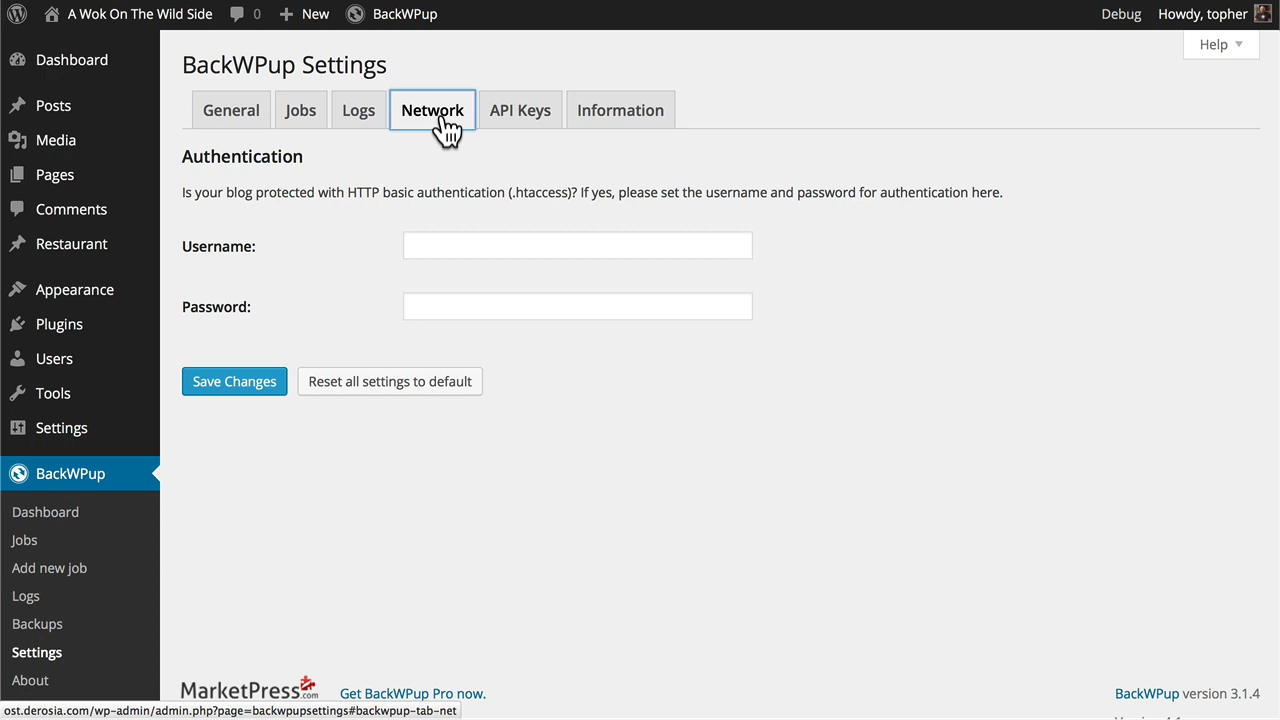 A Wok On The Wild Side 0 New BackWPup Debug Howdy, topher
Help
Dashboard
Posts
Media
Pages
Comments
Restaurant
Appearance
Plugins
Users
Tools
Settings
BackWPup
Dashboard
Jobs
Add new job
Logs
Backups
Settings
About
BackWPup Settings
General Jobs Logs Network API Keys Information
Authentication
Is your blog protected with HTTP basic authentication (.htaccess)? If yes, please set the username and password for authentication here.
Username:
Password:
Save Changes Reset all settings to default
MarketPress.com Get BackWPup Pro now. BackWPup version 3.1.4
ost.derosia.com/wp-admin/admin.php?page=backwpupsettings#backwpup-tab-net